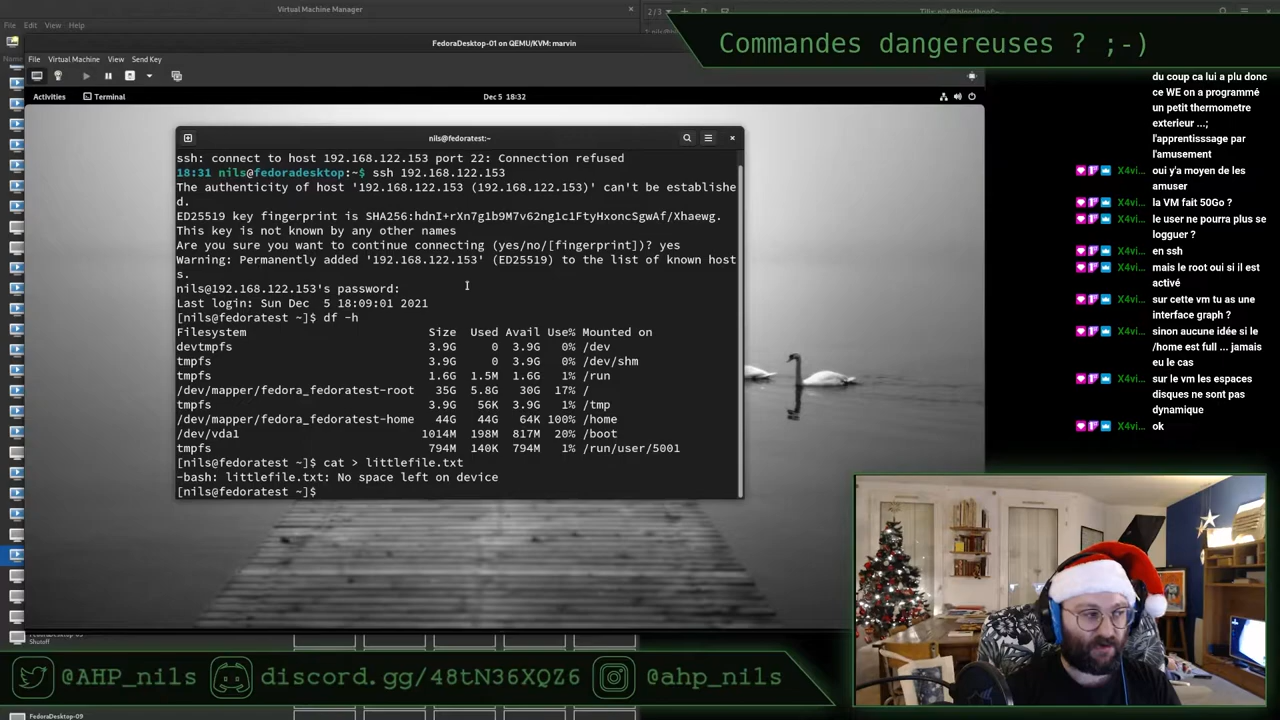 Virtual Machine Manager
File Edit View Help
2/3
FedoraDesktop-01 on QEMU/KVM: marvin
File Virtual Machine View Send Key
Activities Terminal Dec 5 18:32
nils@fedoratest:~
ssh: connect to host 192.168.122.153 port 22: Connection refused
18:31 nils@fedoradesktop:~$ ssh 192.168.122.153
The authenticity of host '192.168.122.153 (192.168.122.153)' can't be establishe
d.
ED25519 key fingerprint is SHA256:hdnI+rXn7g1b9M7v62ng1c1FtyHxoncSgwAf/Xhaewg.
This key is not known by any other names
Are you sure you want to continue connecting (yes/no/[fingerprint])? yes
Warning: Permanently added '192.168.122.153' (ED25519) to the list of known host
s.
nils@192.168.122.153's password:
Last login: Sun Dec 5 18:09:01 2021
[nils@fedoratest ~]$ df -h
Filesystem Size Used Avail Use% Mounted on
devtmpfs 3.9G 0 3.9G 0% /dev
tmpfs 3.9G 0 3.9G 0% /dev/shm
tmpfs 1.6G 1.5M 1.6G 1% /run
/dev/mapper/fedora_fedoratest-root 35G 5.8G 30G 17% /
tmpfs 3.9G 56K 3.9G 1% /tmp
/dev/mapper/fedora_fedoratest-home 44G 44G 64K 100% /home
/dev/vda1 1014M 198M 817M 20% /boot
tmpfs 794M 140K 794M 1% /run/user/5001
[nils@fedoratest ~]$ cat > littlefile.txt
-bash: littlefile.txt: No space left on device
[nils@fedoratest ~]$
Commandes dangereuses ? ;-)
du coup ca lui a plu donc
ce WE on a programmé
un petit thermometre
exterieur ...;
l'apprentisssage par
l'amusement
X4vi... oui y'a moyen de les
amuser
X4vi... la VM fait 50Go ?
X4vi... le user ne pourra plus se
logguer ?
X4vi... en ssh
X4vi... mais le root oui si il est
activé
X4vi... sur cette vm tu as une
interface graph ?
X4vi... sinon aucune idée si le
/home est full ... jamais
eu le cas
X4vi... sur le vm les espaces
disques ne sont pas
dynamique
X4vi... ok
Shutoff
FedoraDesktop-09
@AHP_nils discord.gg/48tN36XQZ6 @ahp_nils